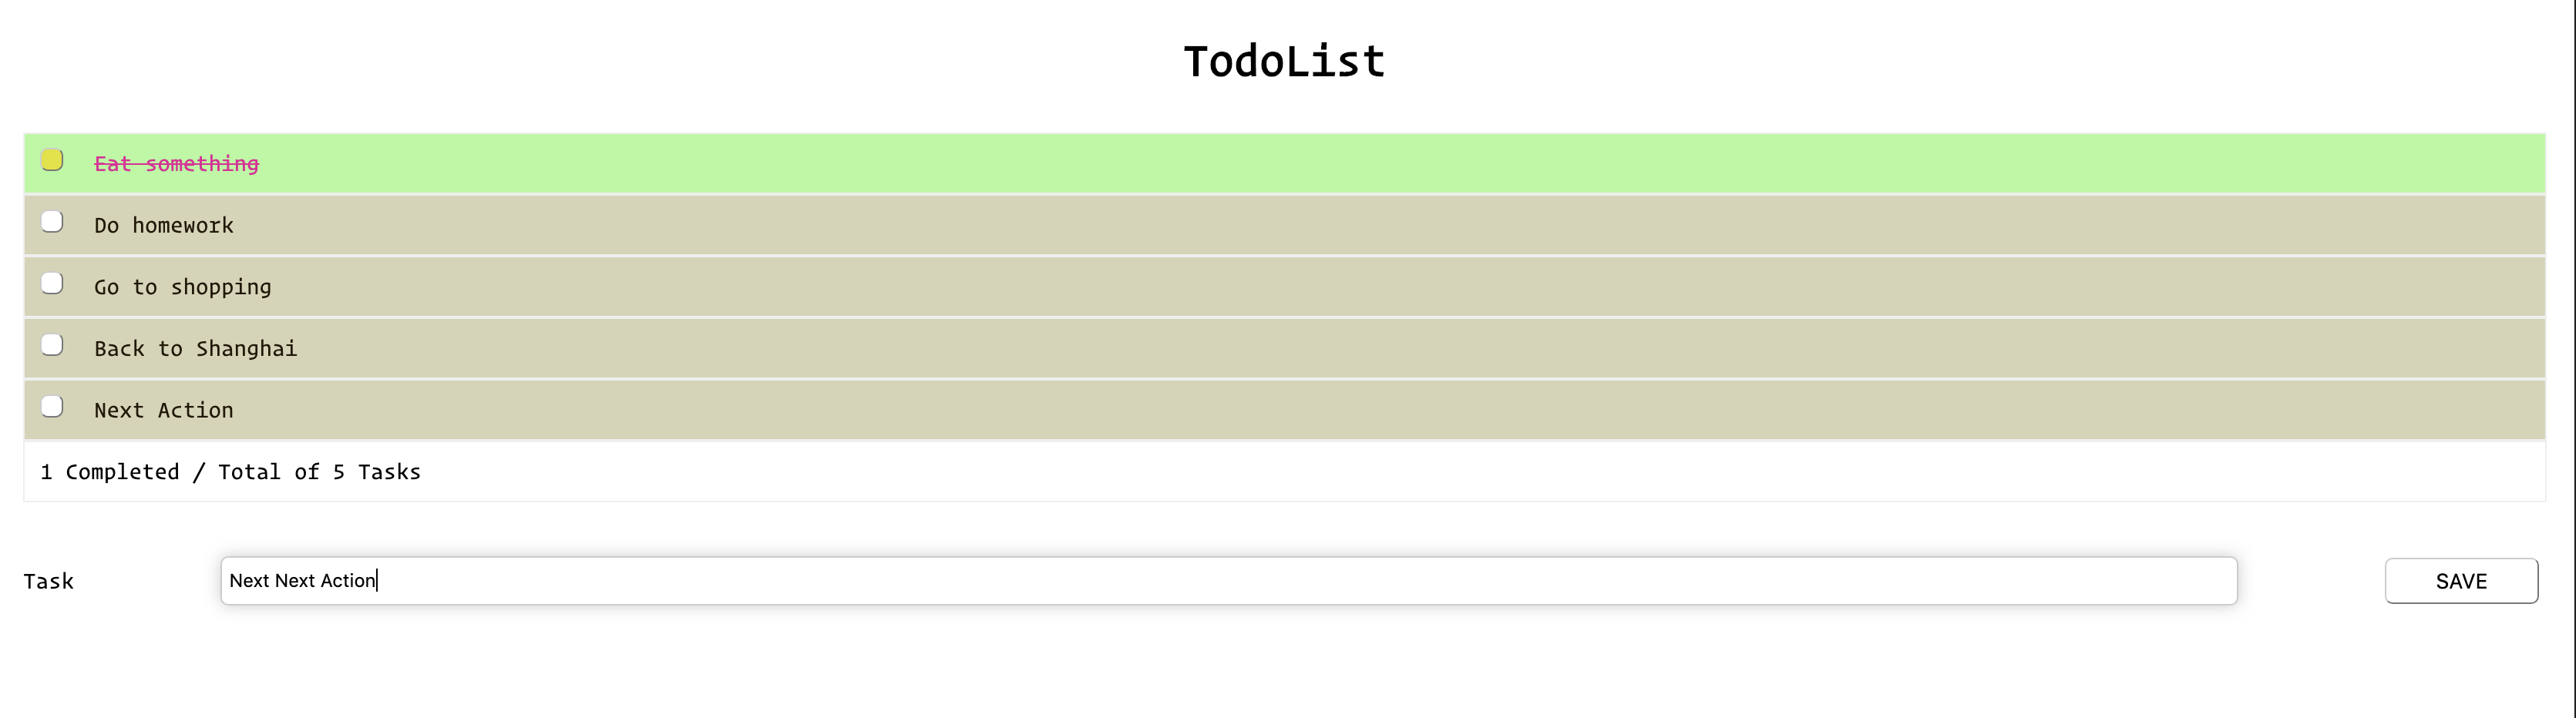 TodoList
Eat something
Do homework
Go to shopping
Back to Shanghai
Next Action
1 Completed / Total of 5 Tasks
Task Next Next Action SAVE